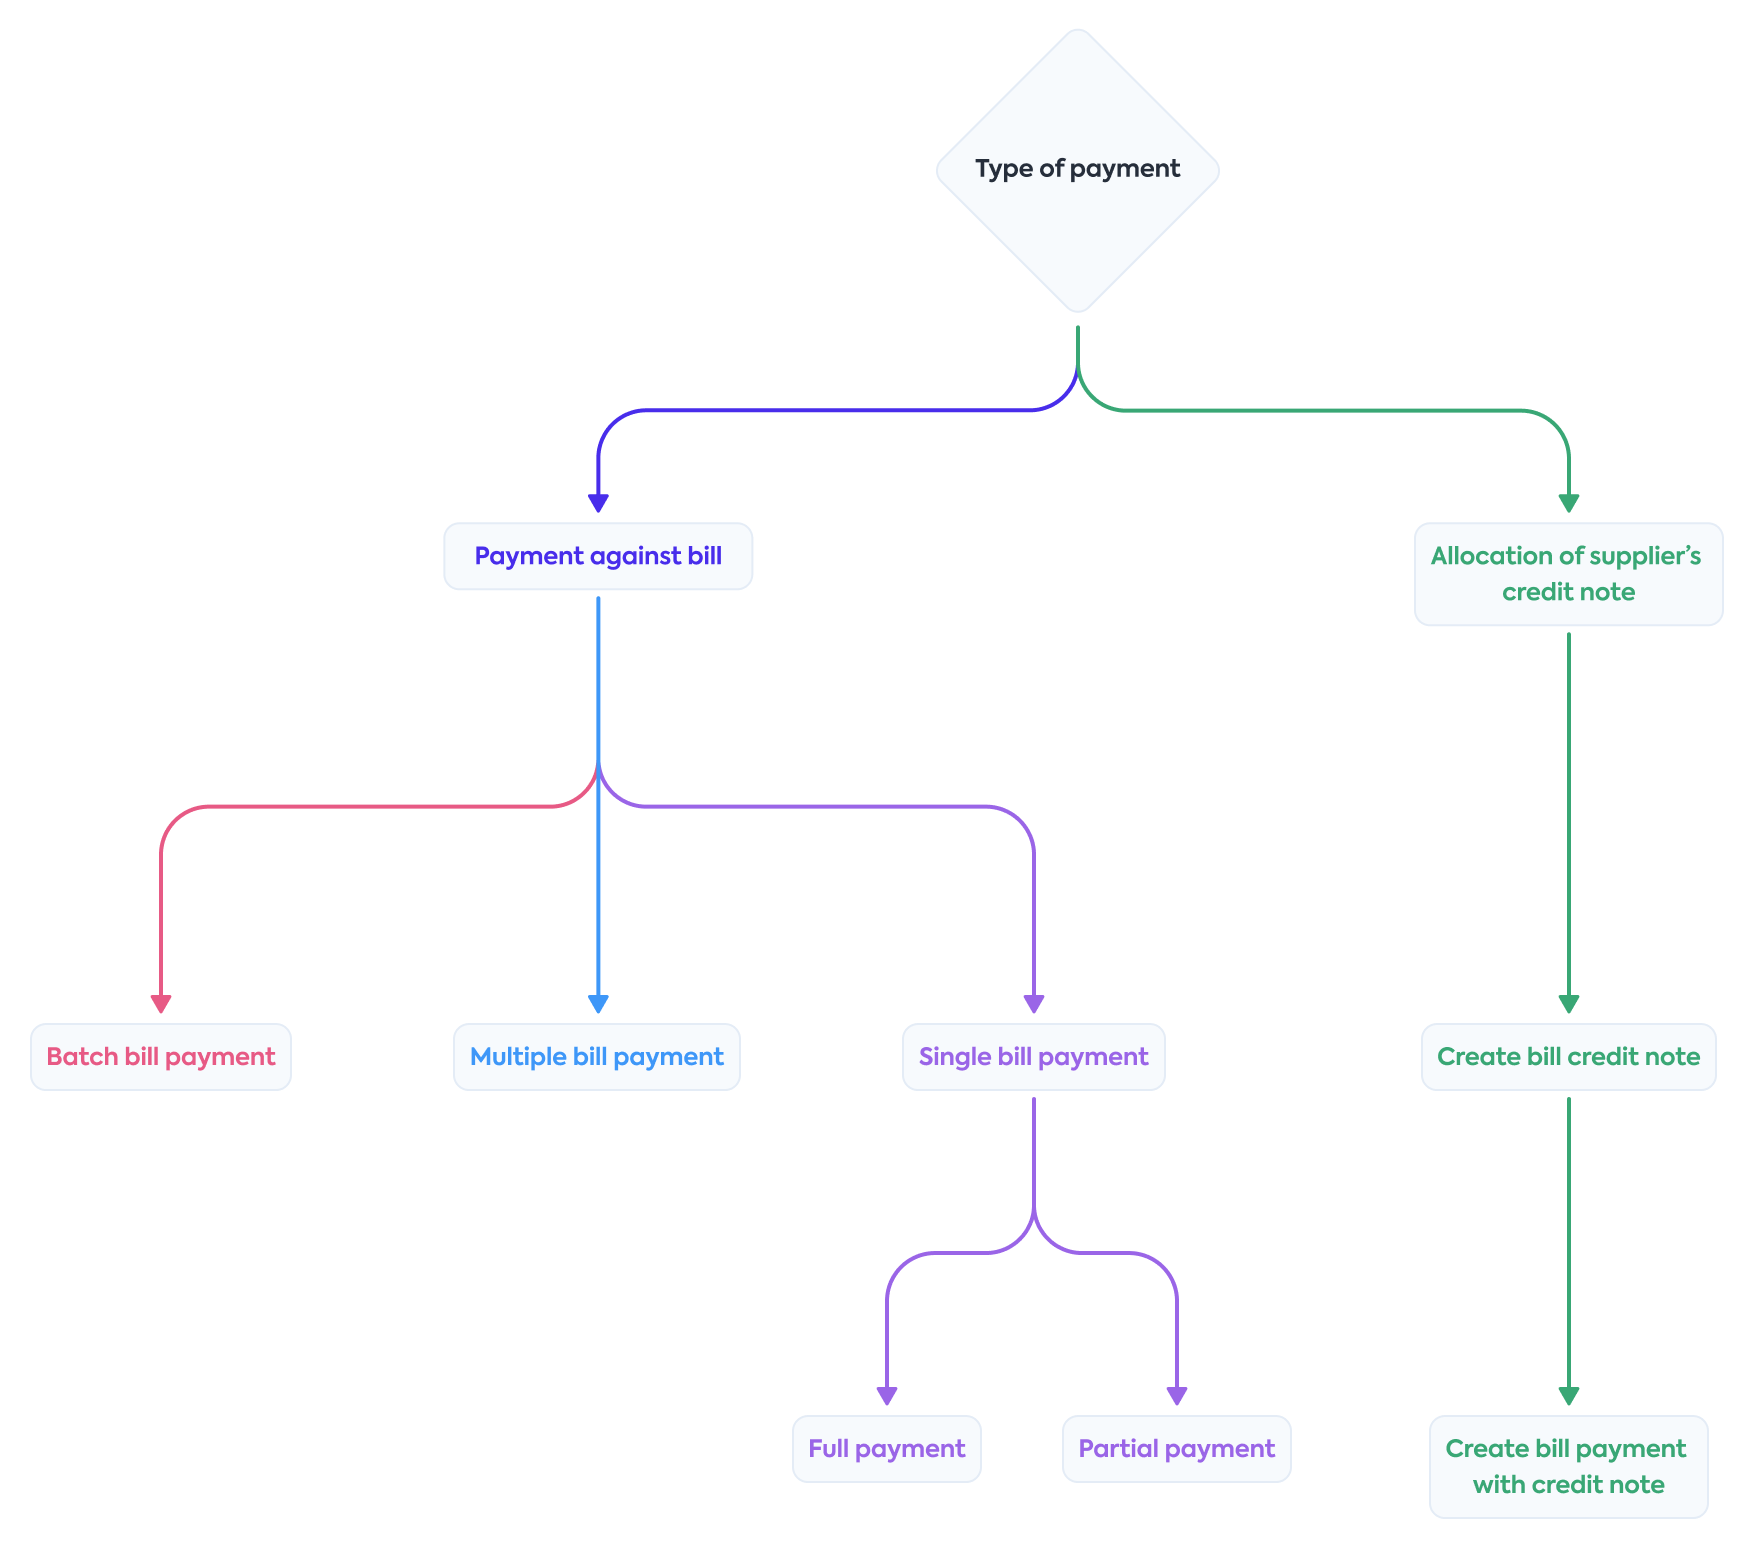 Type of payment
Payment against bill
Allocation of supplier’s
credit note
Batch bill payment
Multiple bill payment
Single bill payment
Create bill credit note
Full payment
Partial payment
Create bill payment
with credit note